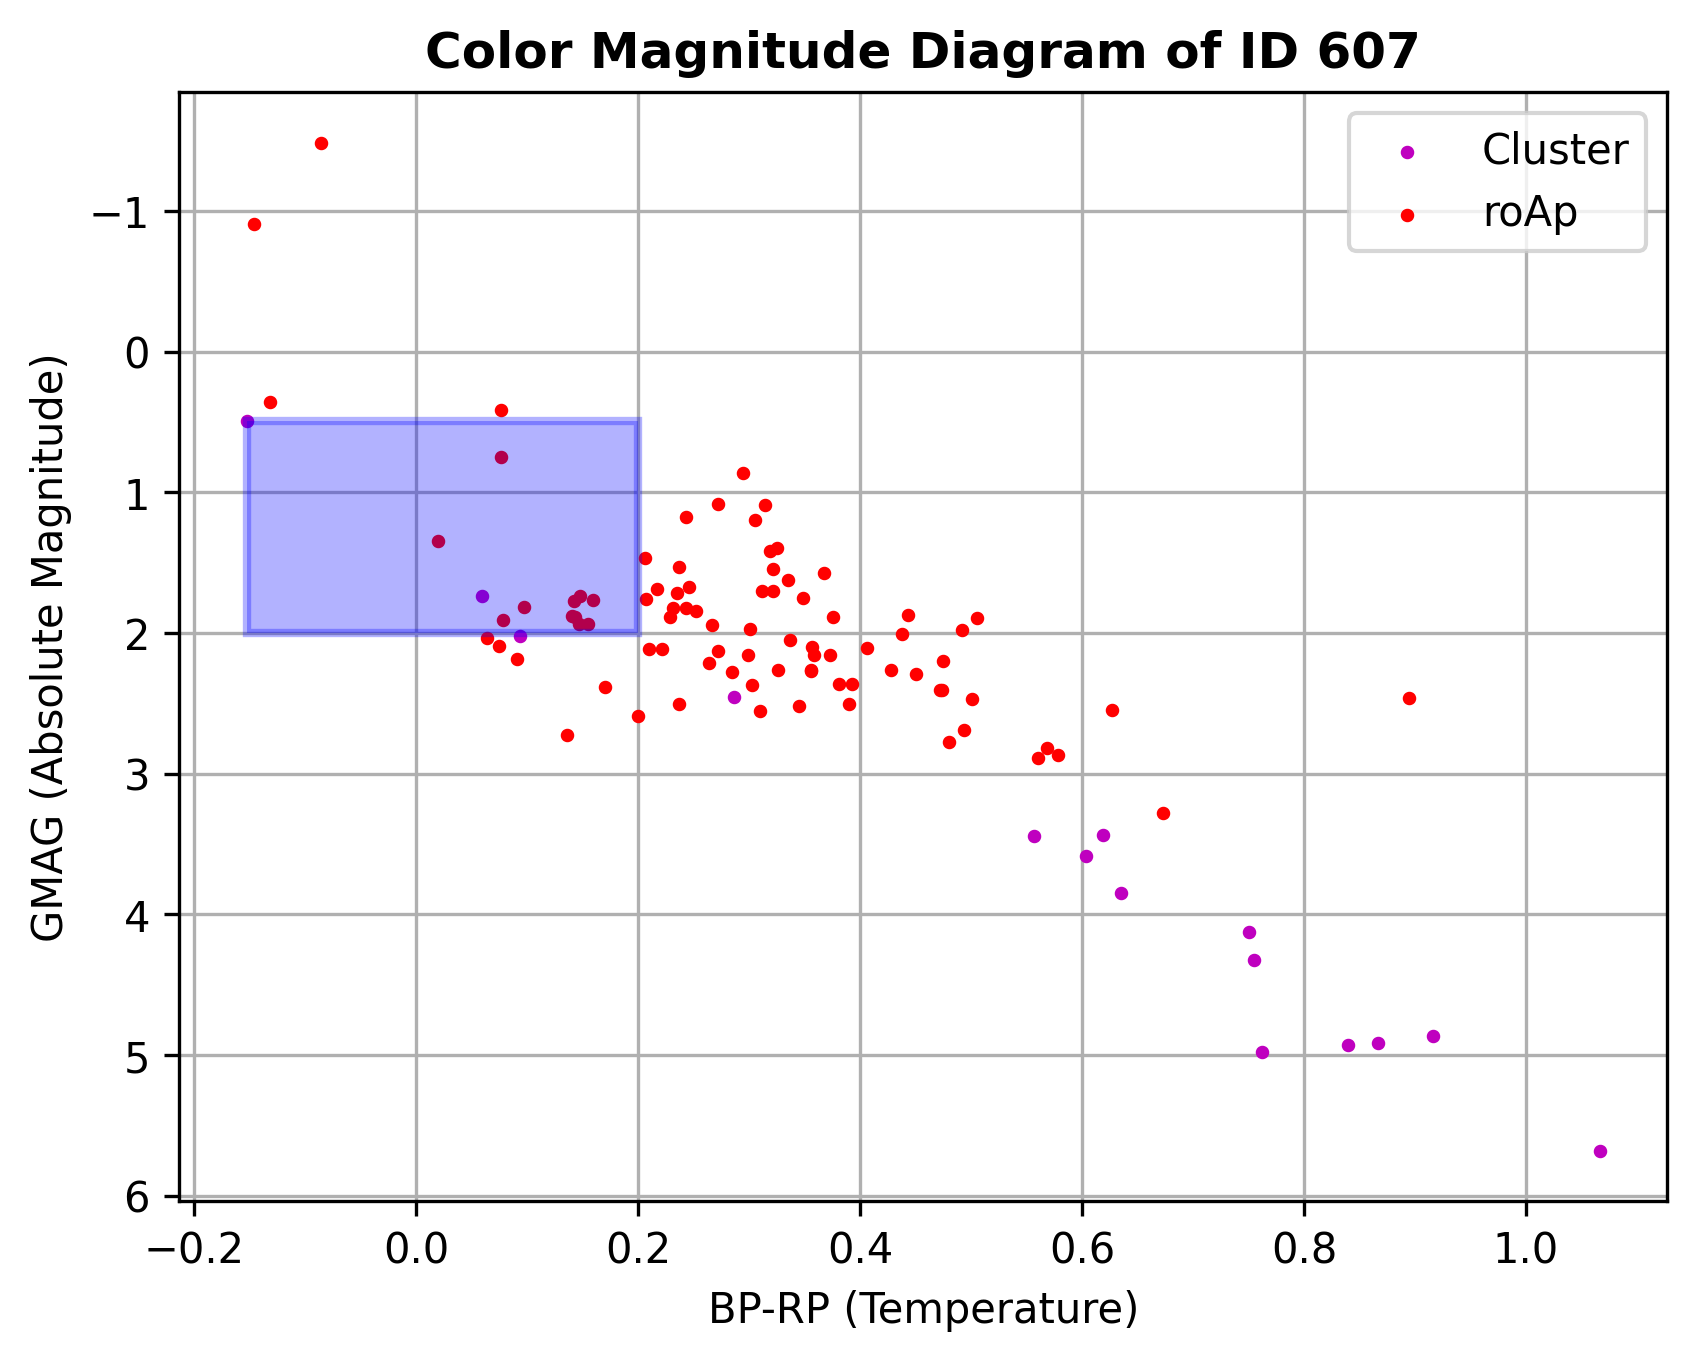 Color Magnitude Diagram of ID 607
Cluster
roAp
−1
0
1
2
3
4
5
6
GMAG (Absolute Magnitude)
−0.2 0.0 0.2 0.4 0.6 0.8 1.0
BP-RP (Temperature)